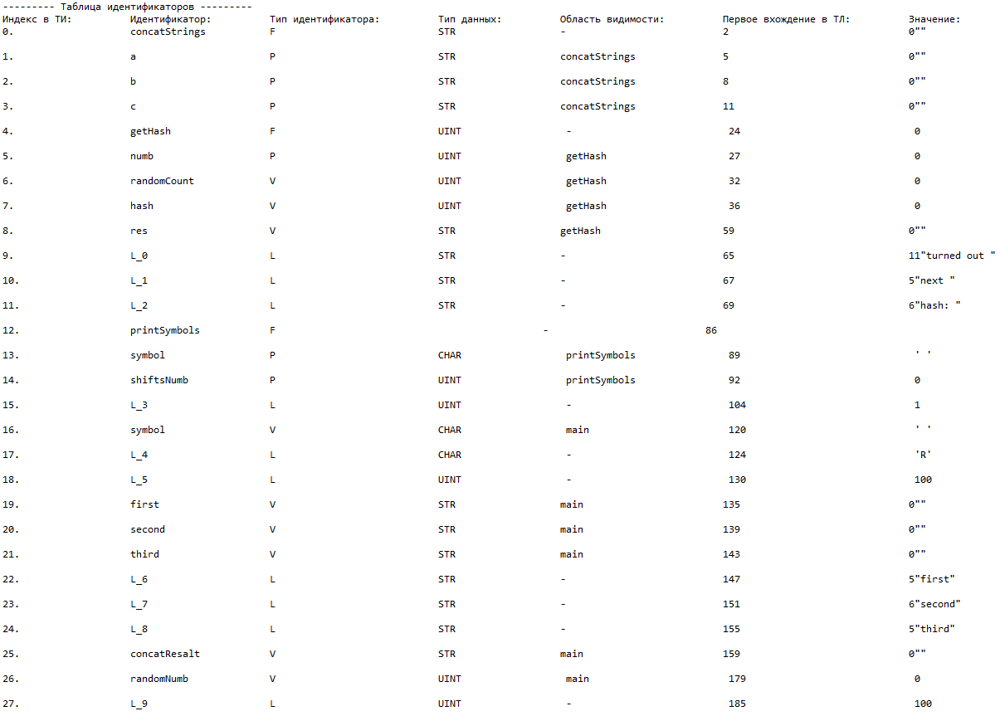 --------- Таблица идентификаторов ---------
Индекс в ТИ: Идентификатор: Тип идентификатора: Тип данных: Область видимости: Первое вхождение в ТЛ: Значение:
0. concatStrings F STR - 2 0""
1. a P STR concatStrings 5 0""
2. b P STR concatStrings 8 0""
3. c P STR concatStrings 11 0""
4. getHash F UINT - 24 0
5. numb P UINT getHash 27 0
6. randomCount V UINT getHash 32 0
7. hash V UINT getHash 36 0
8. res V STR getHash 59 0""
9. L_0 L STR - 65 11"turned out "
10. L_1 L STR - 67 5"next "
11. L_2 L STR - 69 6"hash: "
12. printSymbols F - 86
13. symbol P CHAR printSymbols 89 ' '
14. shiftsNumb P UINT printSymbols 92 0
15. L_3 L UINT - 104 1
16. symbol V CHAR main 120 ' '
17. L_4 L CHAR - 124 'R'
18. L_5 L UINT - 130 100
19. first V STR main 135 0""
20. second V STR main 139 0""
21. third V STR main 143 0""
22. L_6 L STR - 147 5"first"
23. L_7 L STR - 151 6"second"
24. L_8 L STR - 155 5"third"
25. concatResalt V STR main 159 0""
26. randomNumb V UINT main 179 0
27. L_9 L UINT - 185 100